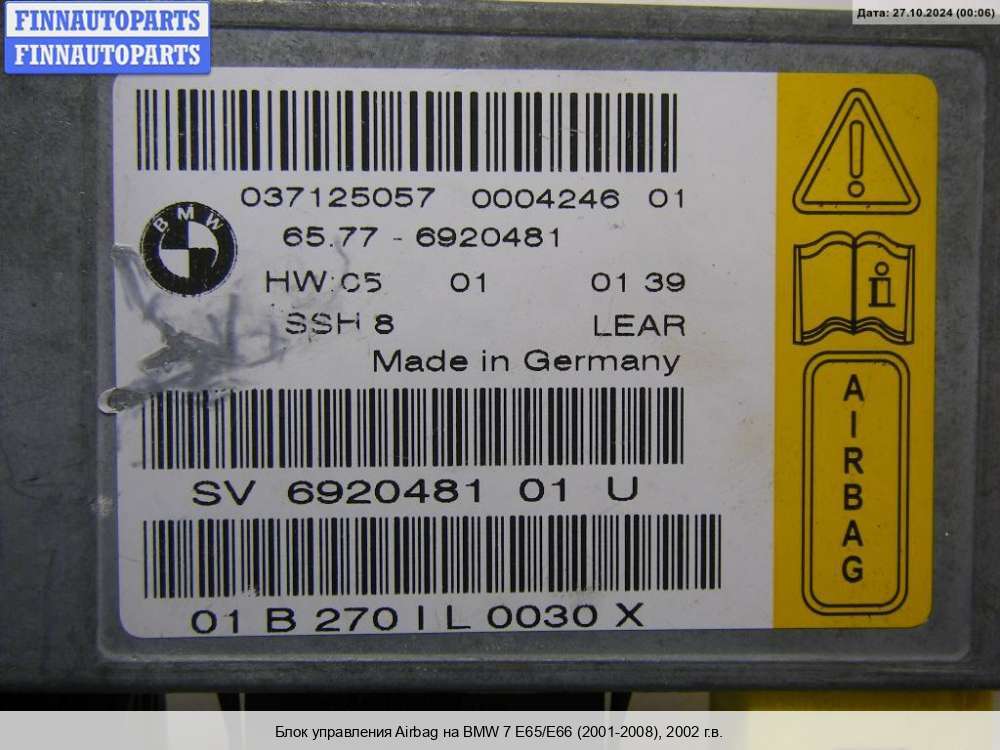 FINNAUTOPARTS
FINNAUTOPARTS
Дата: 27.10.2024 (00:06)
037125057 0004246 01
BMW
65.77 - 6920481
HW:05 01 01 39
SSH 8 LEAR
Made in Germany
SV 6920481 01 U
01 B 270 I L 0030 X
i
AIRBAG
Блок управления Airbag на BMW 7 E65/E66 (2001-2008), 2002 г.в.